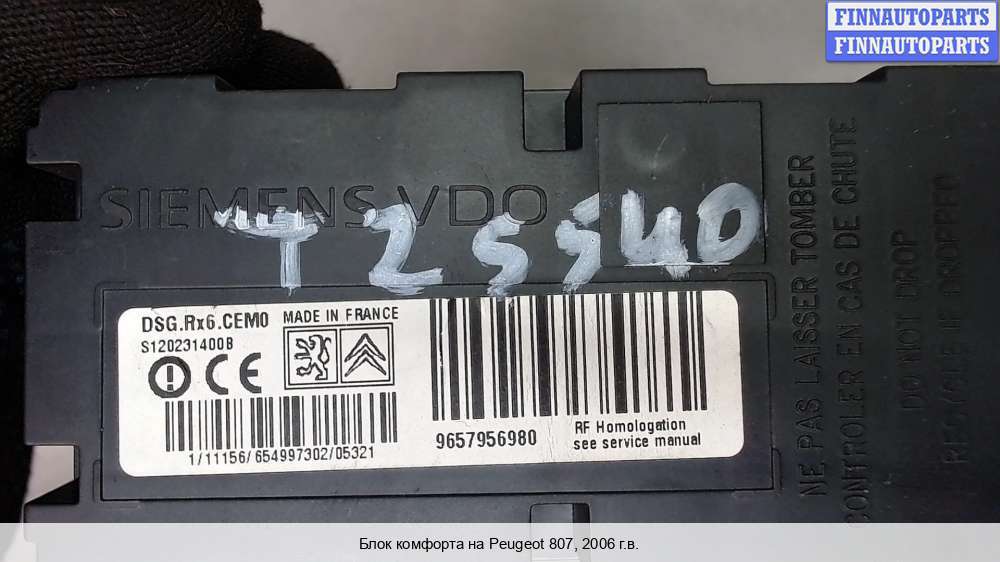 FINNAUTOPARTS
FINNAUTOPARTS
SIEMENS VDO
TZ5540
DSG.Rx6.CEM0 MADE IN FRANCE
S120231400B
CE
1/11156/654997302/05321
9657956980
RF Homologation
see service manual
NE PAS LAISSER TOMBER
CONTROLER EN CAS DE CHUTE
DO NOT DROP
RECYCLE IF DROPPED
Блок комфорта на Peugeot 807, 2006 г.в.